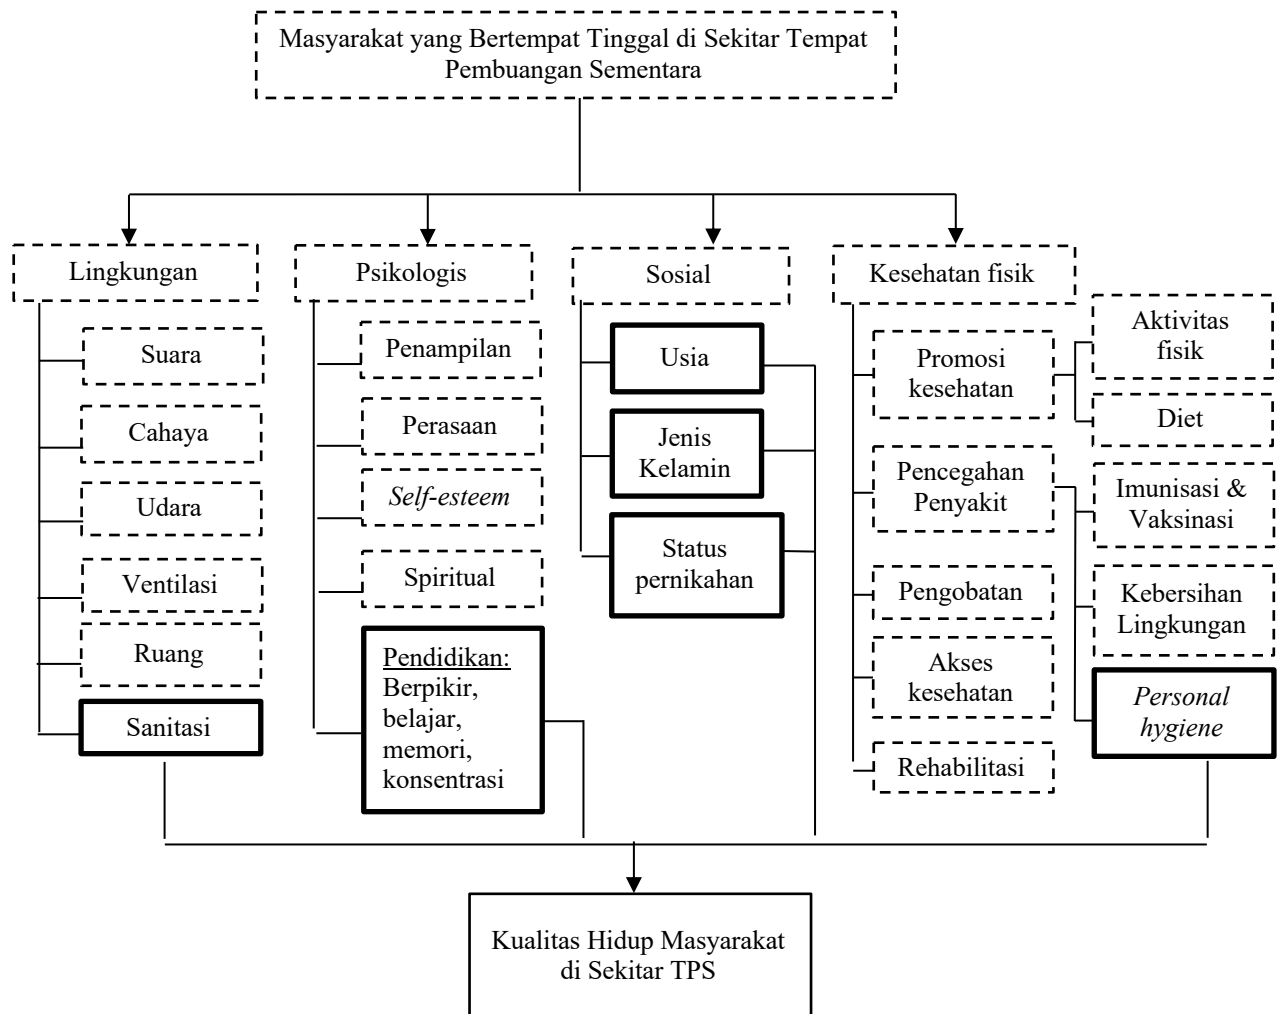 Masyarakat yang Bertempat Tinggal di Sekitar Tempat
Pembuangan Sementara
Lingkungan
Suara
Cahaya
Udara
Ventilasi
Ruang
Sanitasi
Psikologis
Penampilan
Perasaan
Self-esteem
Spiritual
Pendidikan:
Berpikir,
belajar,
memori,
konsentrasi
Sosial
Usia
Jenis
Kelamin
Status
pernikahan
Kesehatan fisik
Promosi
kesehatan
Aktivitas
fisik
Diet
Pencegahan
Penyakit
Imunisasi &
Vaksinasi
Kebersihan
Lingkungan
Personal
hygiene
Pengobatan
Akses
kesehatan
Rehabilitasi
Kualitas Hidup Masyarakat
di Sekitar TPS